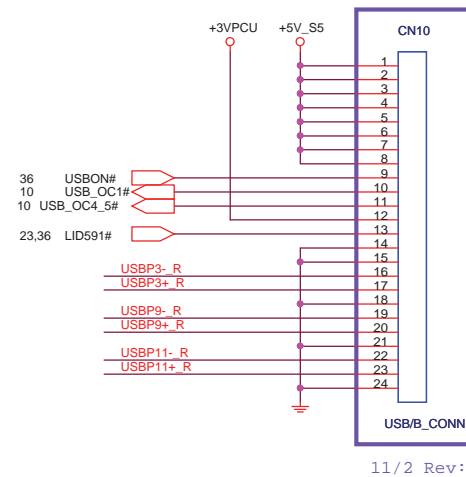 +3VPCU +5V_S5
CN10
1
2
3
4
5
6
7
8
36 USBON# 9
10 USB_OC1# 10
10 USB_OC4_5# 11
12
23,36 LID591# 13
14
15
USBP3-_R 16
USBP3+_R 17
18
USBP9-_R 19
USBP9+_R 20
21
USBP11-_R 22
USBP11+_R 23
24
USB/B_CONN
11/2 Rev: